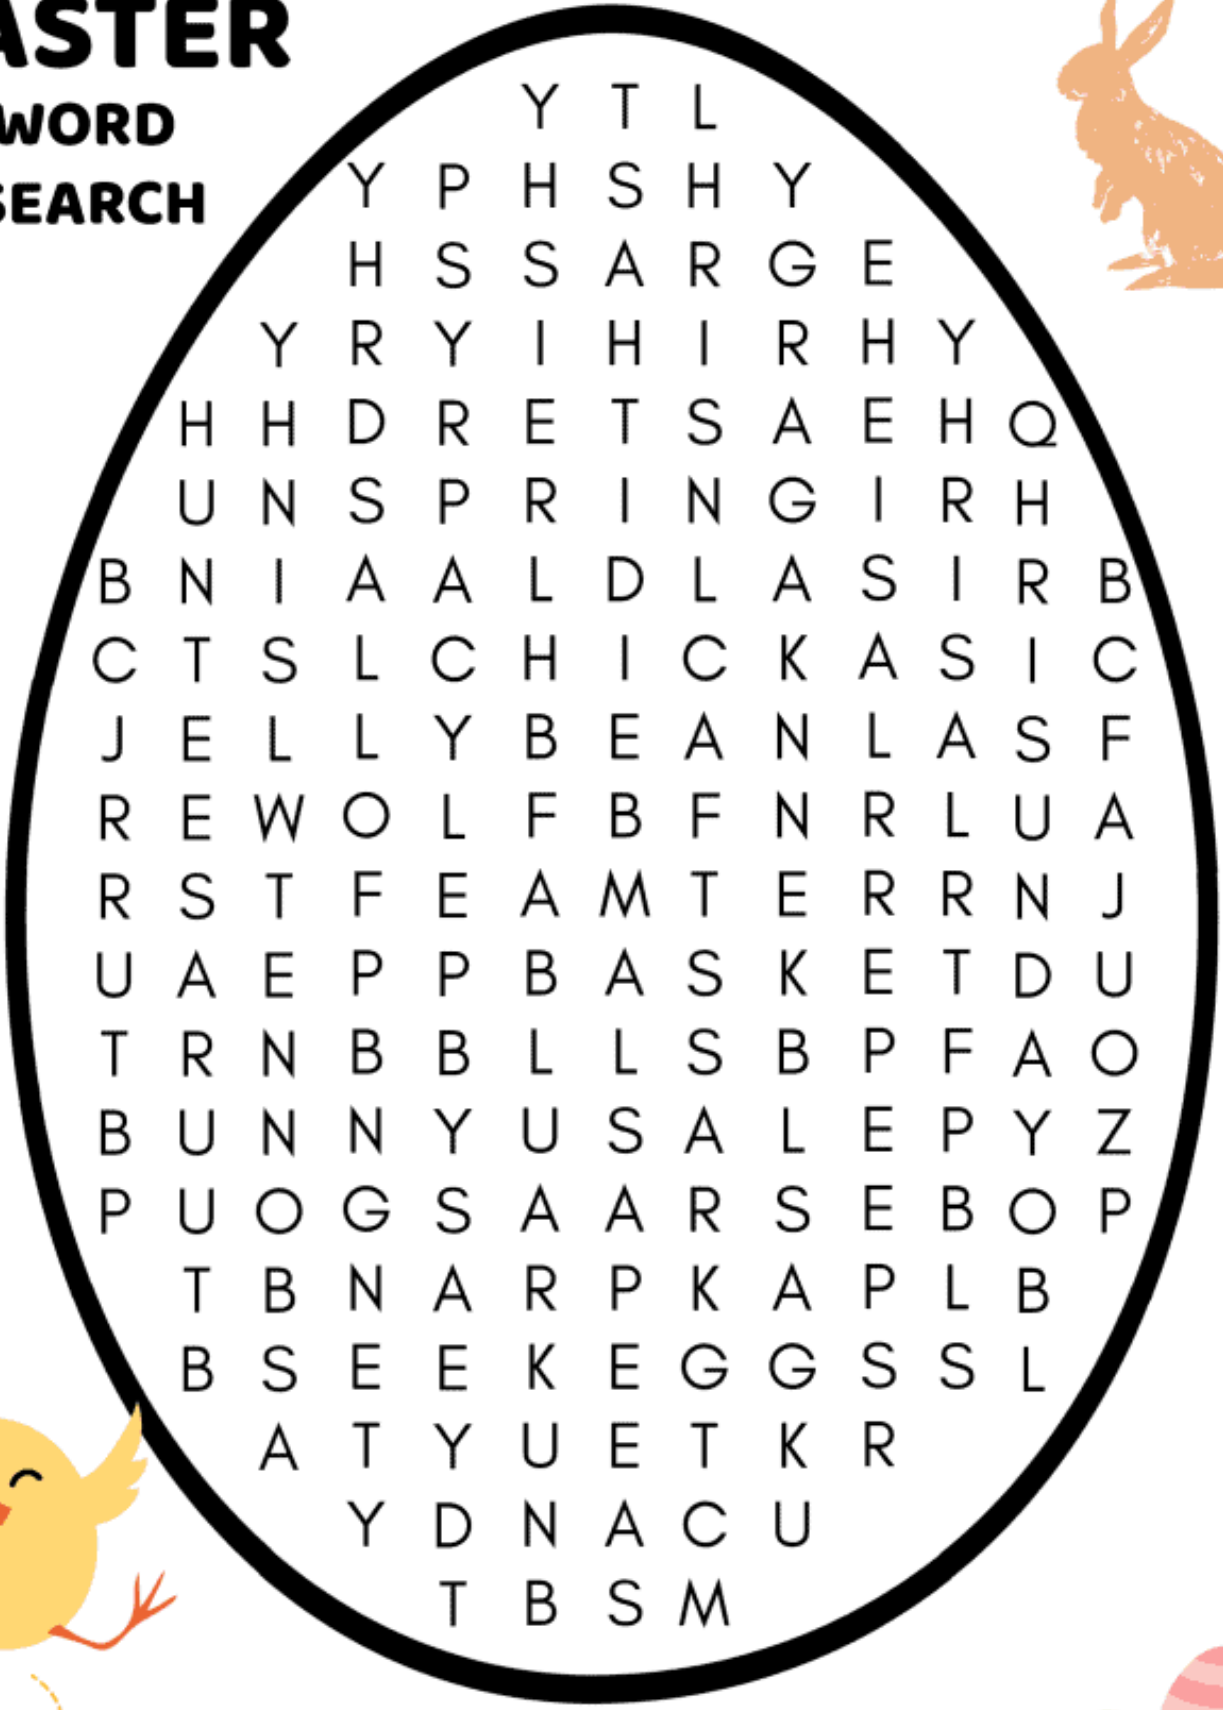 ASTER
WORD
SEARCH
Y T L
Y P H S H Y
H S S A R G E
Y R Y I H I R H Y
H H D R E T S A E H Q
U N S P R I N G I R H
B N I A A L D L A S I R B
C T S L C H I C K A S I C
J E L L Y B E A N L A S F
R E W O L F B F N R L U A
R S T F E A M T E R R N J
U A E P P B A S K E T D U
T R N B B L L S B P F A O
B U N N Y U S A L E P Y Z
P U O G S A A R S E B O P
T B N A R P K A P L B
B S E E K E G G S S L
A T Y U E T K R
Y D N A C U
T B S M